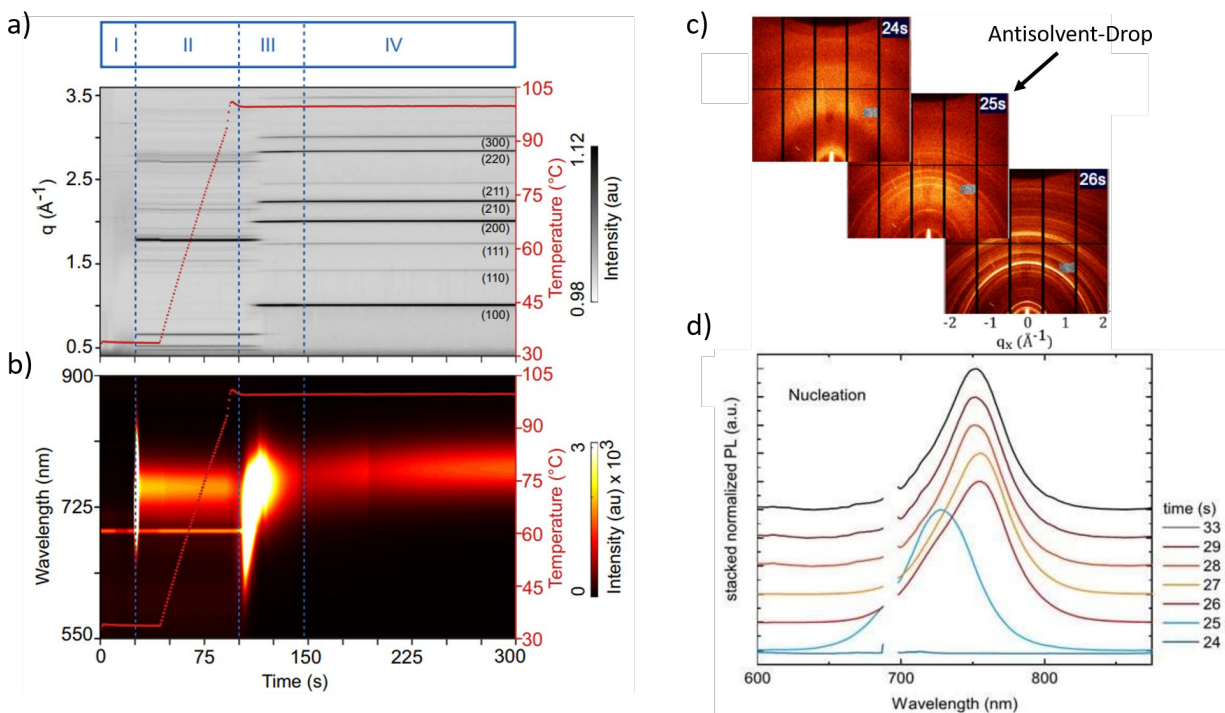 a)
I II III IV
3.5
2.5
1.5
0.5
q (Å⁻¹)
(300)
(220)
(211)
(210)
(200)
(111)
(110)
(100)
105
90
75
60
45
30
Temperature (°C)
1.12
0.98
Intensity (au)
b)
900
725
550
Wavelength (nm)
105
90
75
60
45
30
Temperature (°C)
3
0
Intensity (au) x 10³
0 75 150 225 300
Time (s)
c)
Antisolvent-Drop
24s
25s
26s
-2 -1 0 1 2
qx (Å⁻¹)
d)
Nucleation
stacked normalized PL (a.u.)
600 700 800
Wavelength (nm)
time (s)
33
29
28
27
26
25
24